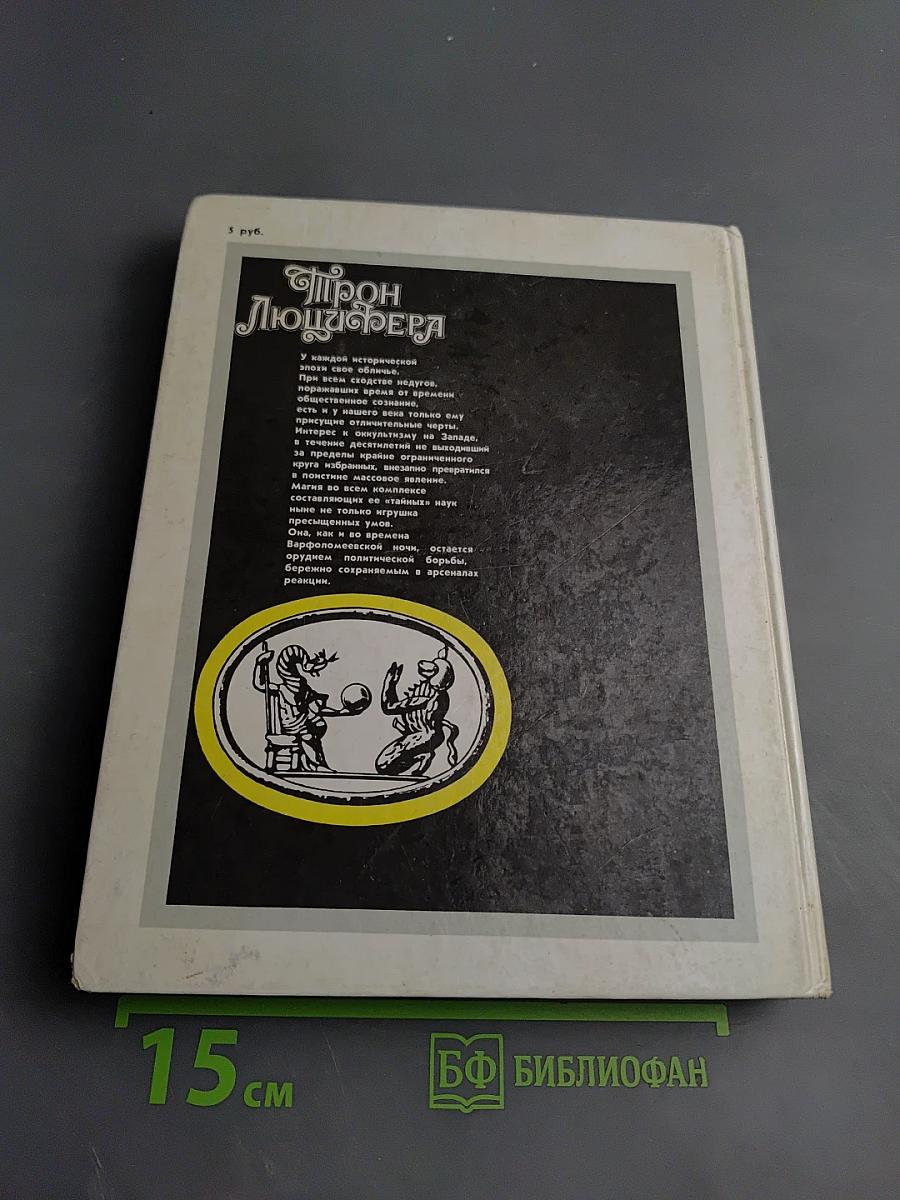 5 руб.
Трон
Люцифера
У каждой исторической
эпохи свое обличье.
При всем сходстве недугов,
поражавших время от времени
общественное сознание,
есть и у нашего века только ему
присущие отличительные черты.
Интерес к оккультизму на Западе,
в течение десятилетий не выходивший
за пределы крайне ограниченного
круга избранных, внезапно превратился
в поистине массовое явление.
Магия во всем комплексе
составляющих ее «тайных» наук
ныне не только игрушка
пресыщенных умов.
Она, как и во времена
Варфоломеевской ночи, остается
орудием политической борьбы,
бережно сохраняемым в арсеналах
реакции.
15 см
БФ БИБЛИОФАН